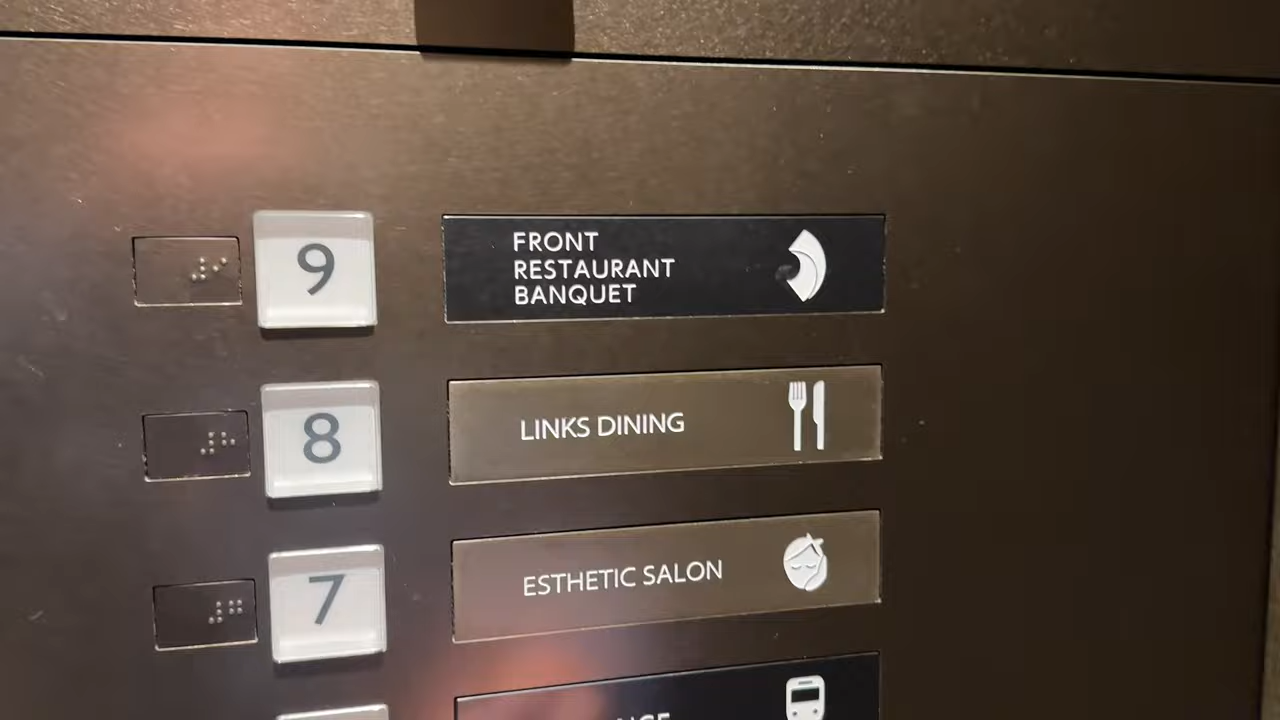 9
FRONT
RESTAURANT
BANQUET
8
LINKS DINING
7
ESTHETIC SALON